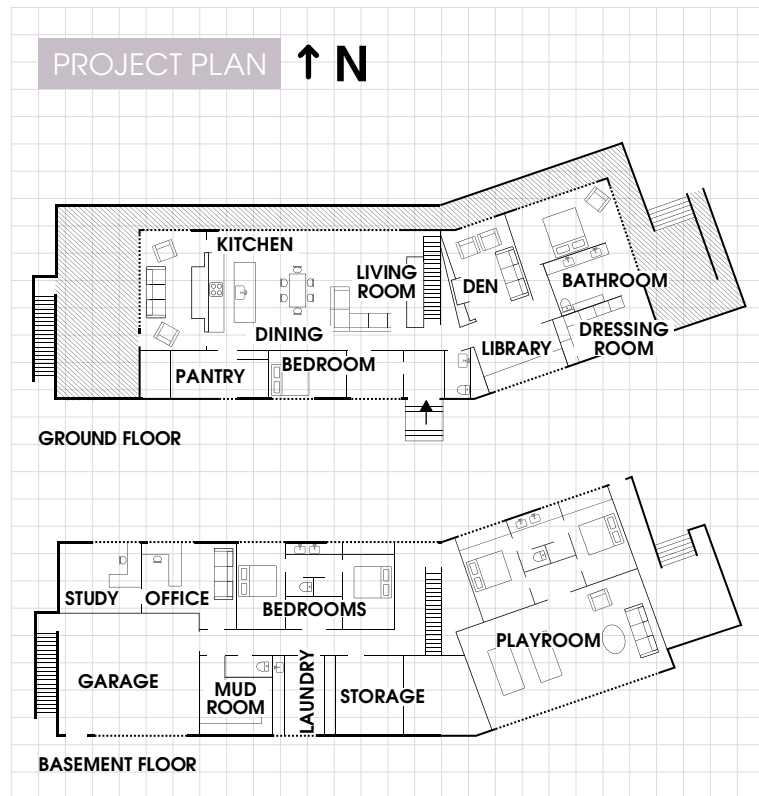 PROJECT PLAN
N
KITCHEN
LIVING
ROOM
DEN
BATHROOM
DINING
DRESSING
ROOM
LIBRARY
BEDROOM
PANTRY
GROUND FLOOR
STUDY
OFFICE
BEDROOMS
PLAYROOM
GARAGE
MUD
ROOM
LAUNDRY
STORAGE
BASEMENT FLOOR